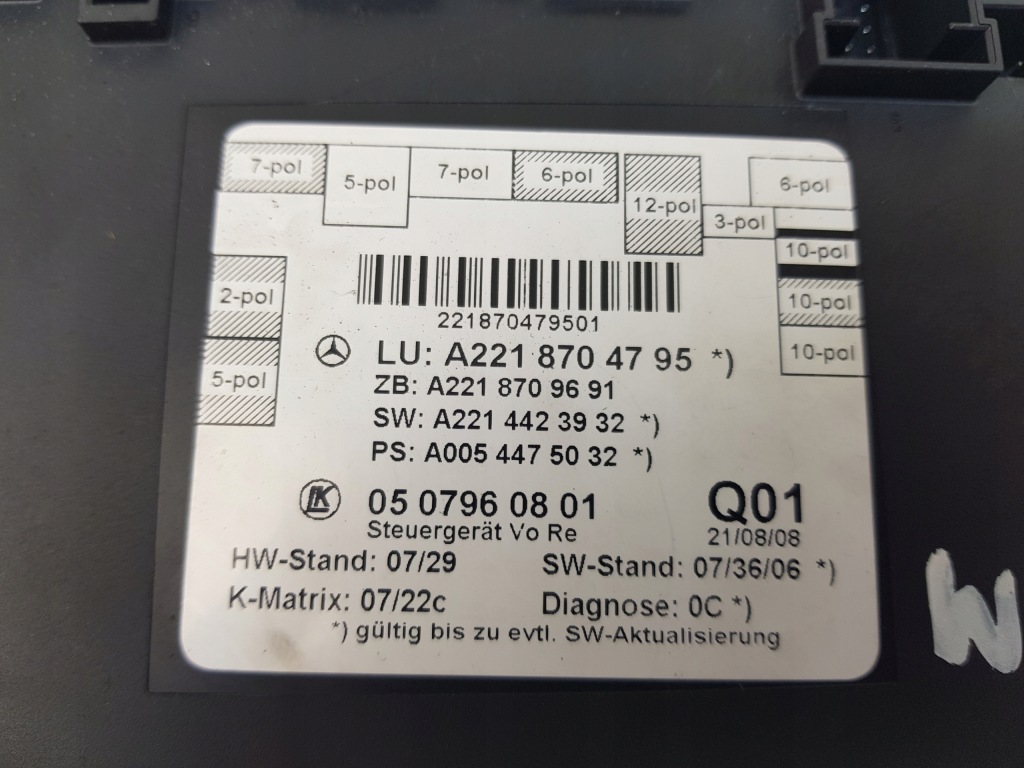 7-pol
5-pol
7-pol
6-pol
12-pol
6-pol
3-pol
10-pol
10-pol
10-pol
2-pol
5-pol
221870479501
LU: A221 870 47 95 *)
ZB: A221 870 96 91
SW: A221 442 39 32 *)
PS: A005 447 50 32 *)
LK 05 0796 08 01 Q01
Steuergerät Vo Re 21/08/08
HW-Stand: 07/29 SW-Stand: 07/36/06 *)
K-Matrix: 07/22c Diagnose: 0C *)
*) gültig bis zu evtl. SW-Aktualisierung